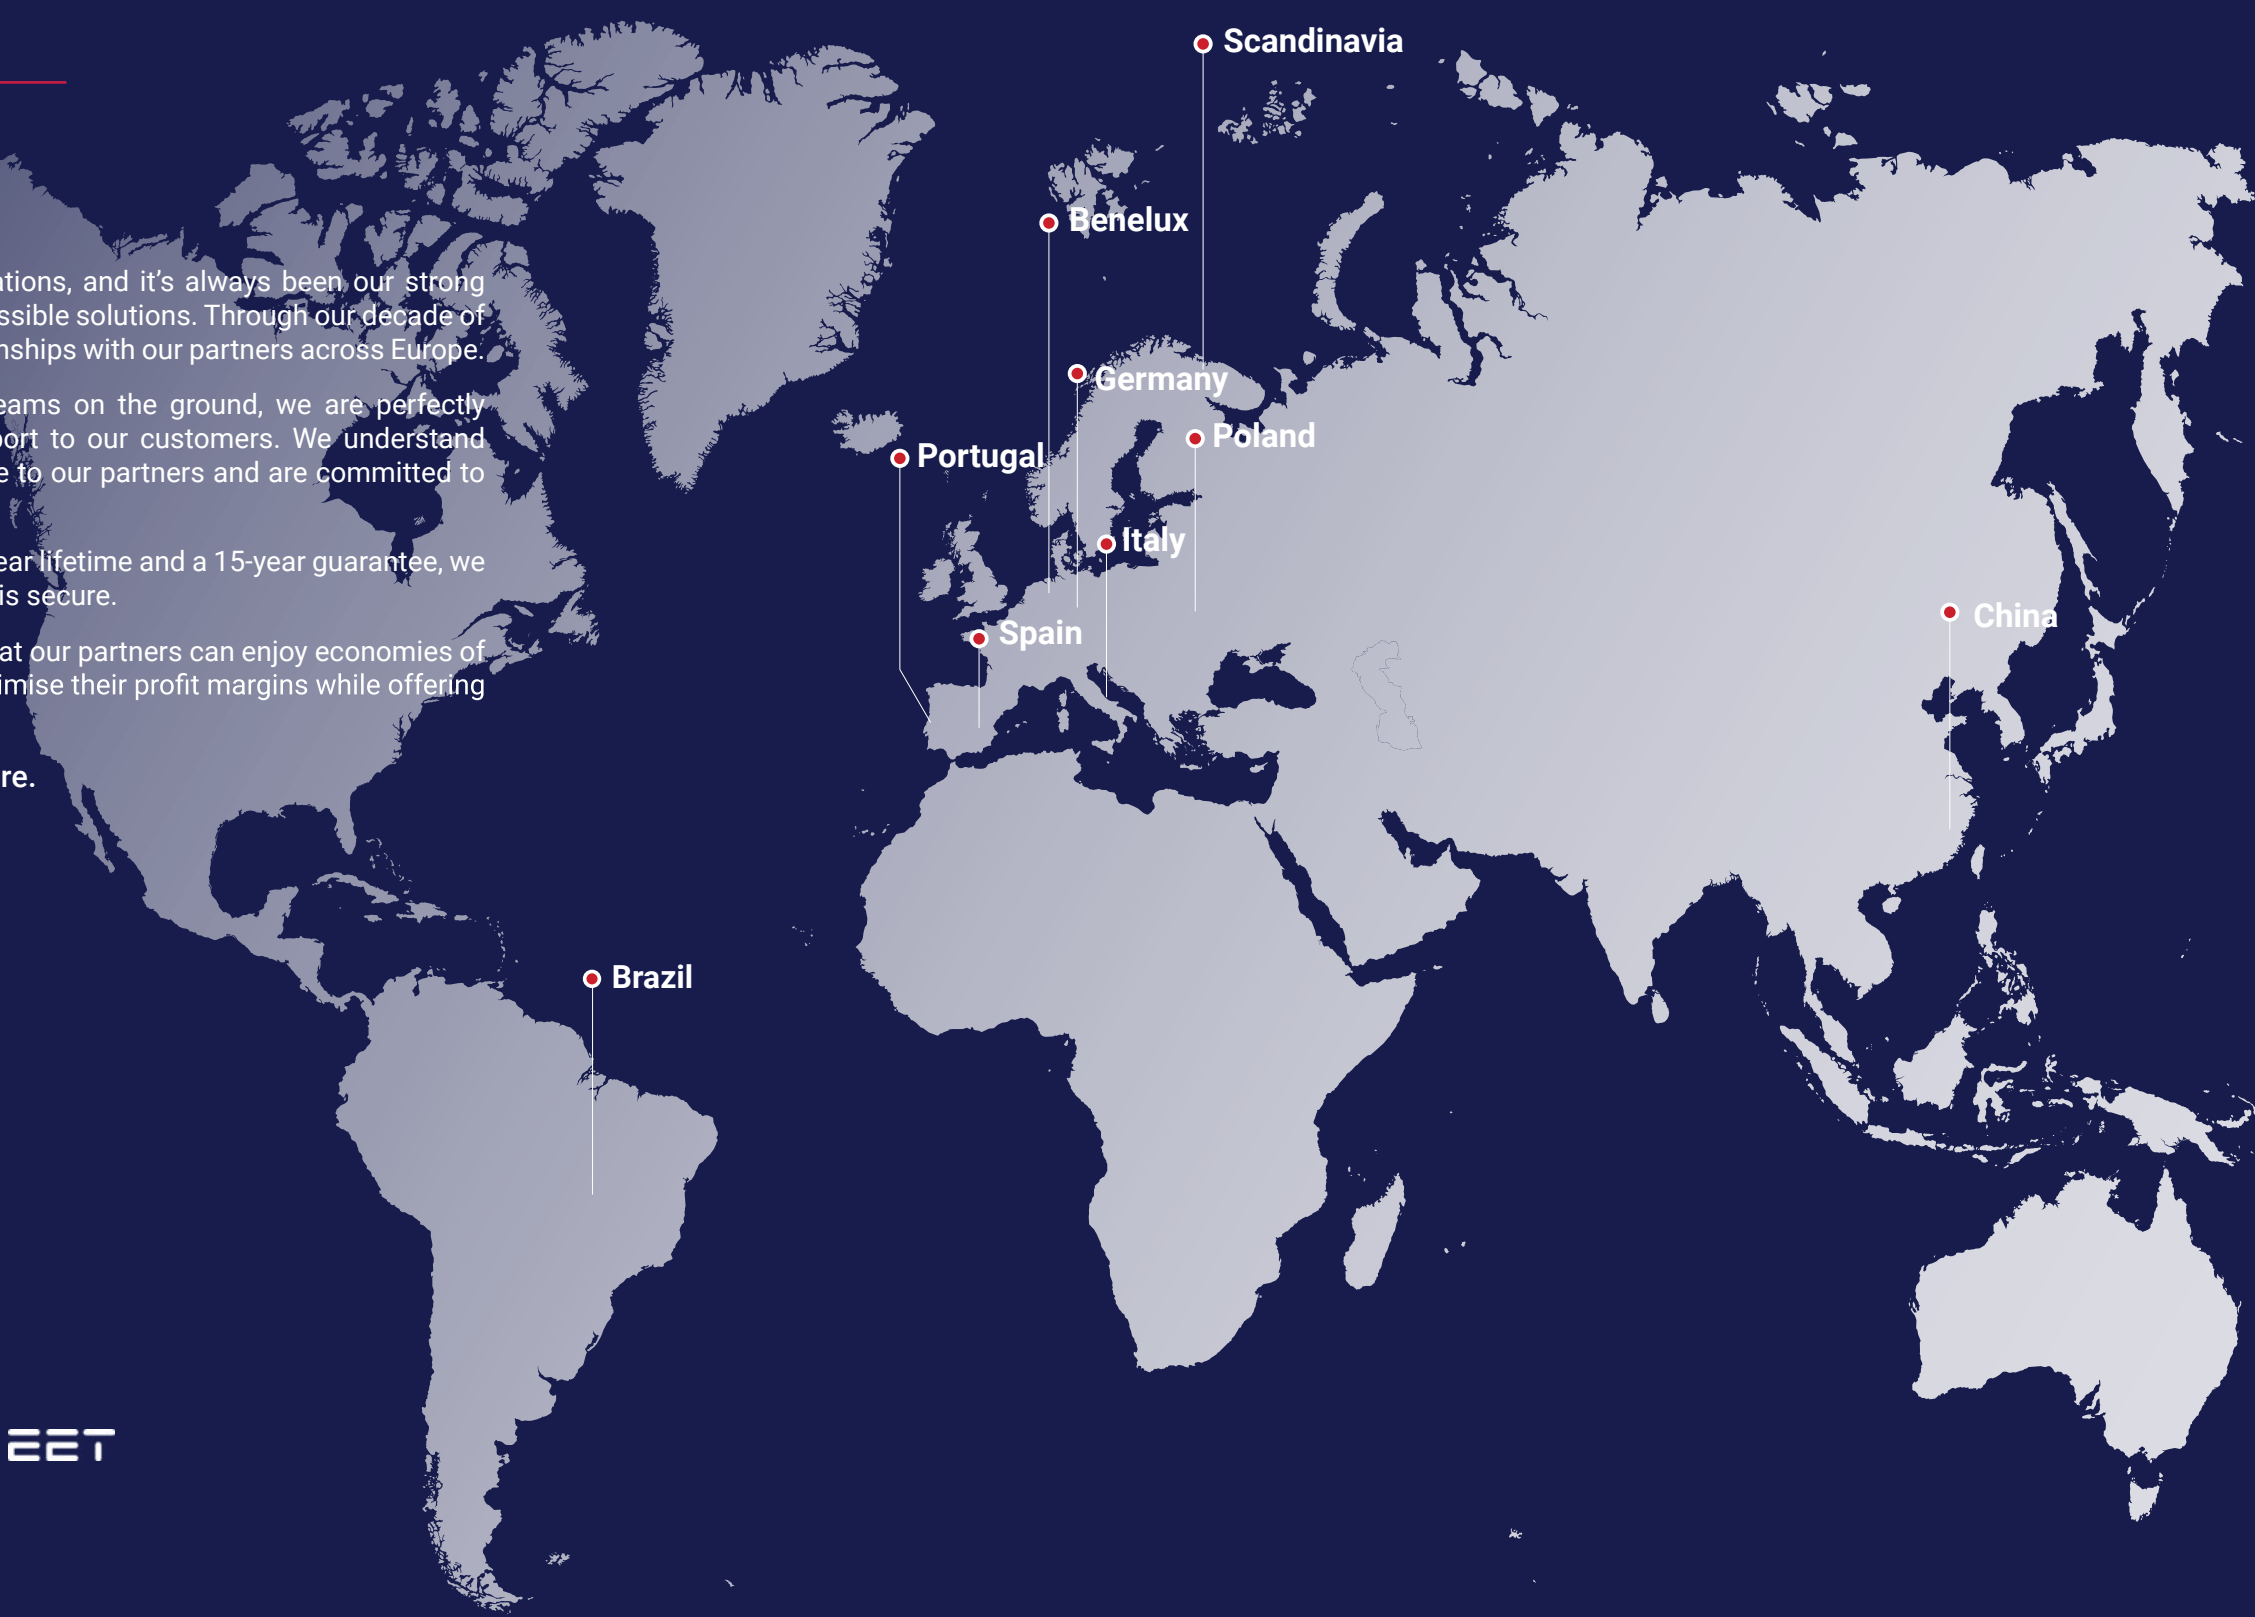 ations, and it’s always been our strong
ssible solutions. Through our decade of
nships with our partners across Europe.
eams on the ground, we are perfectly
port to our customers. We understand
e to our partners and are committed to
ear lifetime and a 15-year guarantee, we
is secure.
at our partners can enjoy economies of
imise their profit margins while offering
re.
EET
Scandinavia
Benelux
Germany
Poland
Portugal
Italy
Spain
China
Brazil